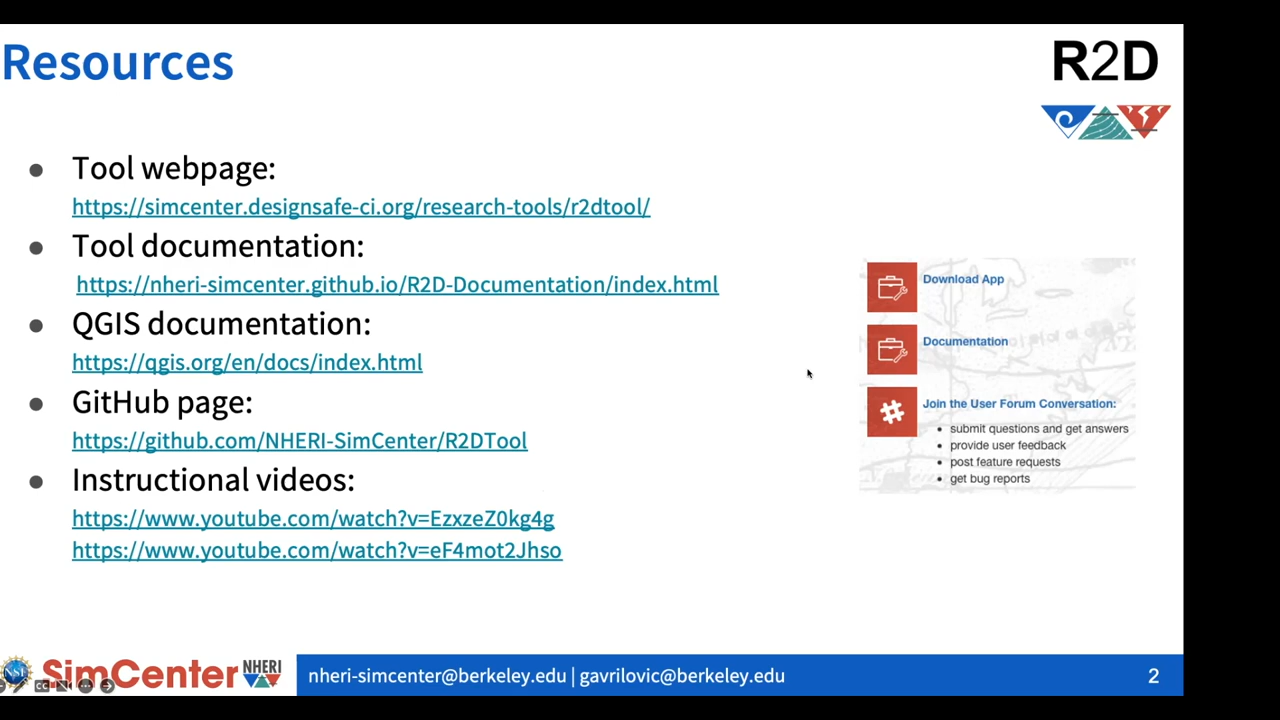 Resources
R2D
● Tool webpage:
https://simcenter.designsafe-ci.org/research-tools/r2dtool/
● Tool documentation:
https://nheri-simcenter.github.io/R2D-Documentation/index.html
● QGIS documentation:
https://qgis.org/en/docs/index.html
● GitHub page:
https://github.com/NHERI-SimCenter/R2DTool
● Instructional videos:
https://www.youtube.com/watch?v=EzxzeZ0kg4g
https://www.youtube.com/watch?v=eF4mot2Jhso
Download App
Documentation
Join the User Forum Conversation:
• submit questions and get answers
• provide user feedback
• post feature requests
• get bug reports
NSF SimCenter NHERI
nheri-simcenter@berkeley.edu | gavrilovic@berkeley.edu
2
CC